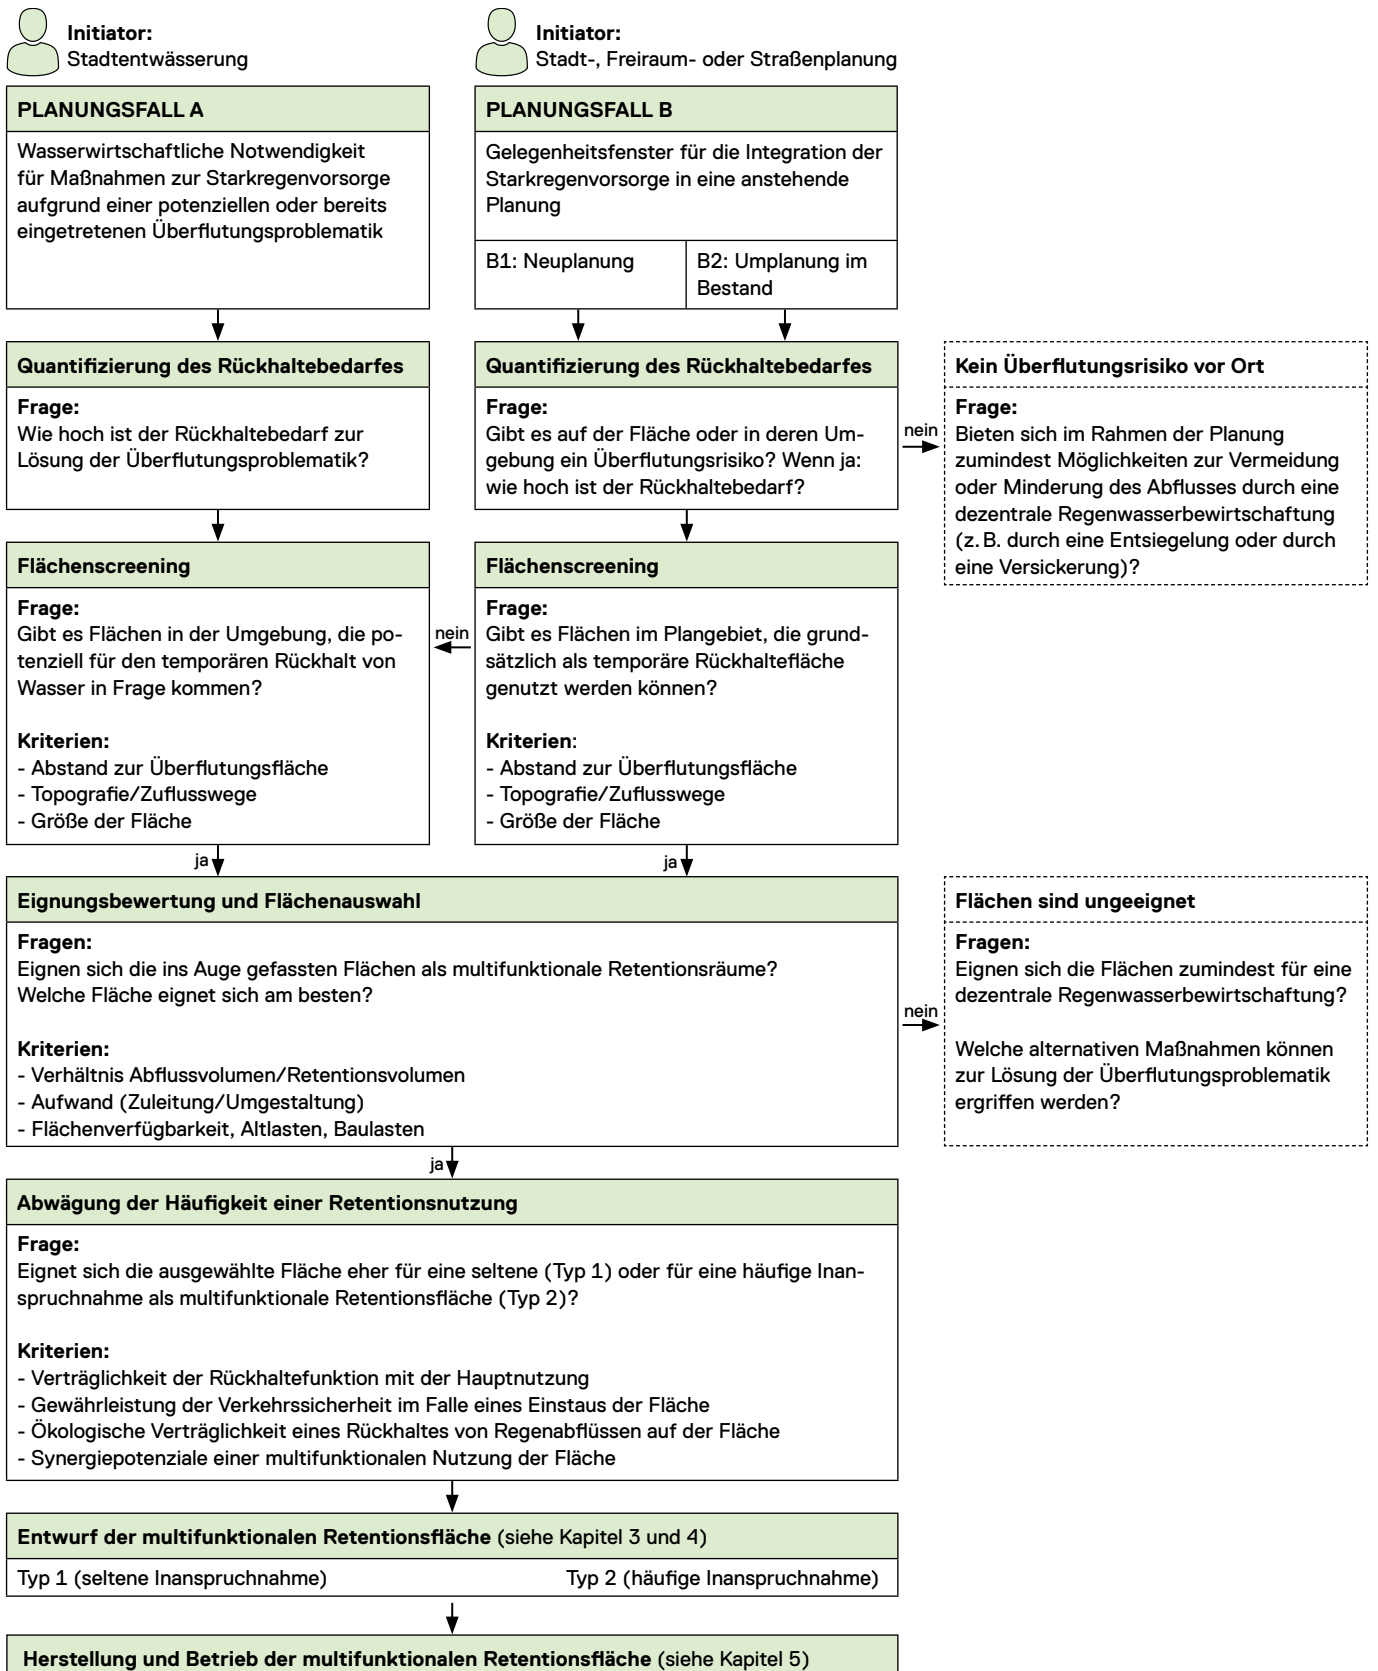 Initiator:
Stadtentwässerung
Initiator:
Stadt-, Freiraum- oder Straßenplanung
PLANUNGSFALL A
Wasserwirtschaftliche Notwendigkeit
für Maßnahmen zur Starkregenvorsorge
aufgrund einer potenziellen oder bereits
eingetretenen Überflutungsproblematik
PLANUNGSFALL B
Gelegenheitsfenster für die Integration der
Starkregenvorsorge in eine anstehende
Planung
B1: Neuplanung
B2: Umplanung im
Bestand
Quantifizierung des Rückhaltebedarfes
Frage:
Wie hoch ist der Rückhaltebedarf zur
Lösung der Überflutungsproblematik?
Quantifizierung des Rückhaltebedarfes
Frage:
Gibt es auf der Fläche oder in deren Um-
gebung ein Überflutungsrisiko? Wenn ja:
wie hoch ist der Rückhaltebedarf?
nein
Kein Überflutungsrisiko vor Ort
Frage:
Bieten sich im Rahmen der Planung
zumindest Möglichkeiten zur Vermeidung
oder Minderung des Abflusses durch eine
dezentrale Regenwasserbewirtschaftung
(z. B. durch eine Entsiegelung oder durch
eine Versickerung)?
Flächenscreening
Frage:
Gibt es Flächen in der Umgebung, die po-
tenziell für den temporären Rückhalt von
Wasser in Frage kommen?
Kriterien:
- Abstand zur Überflutungsfläche
- Topografie/Zuflusswege
- Größe der Fläche
nein
Flächenscreening
Frage:
Gibt es Flächen im Plangebiet, die grund-
sätzlich als temporäre Rückhaltefläche
genutzt werden können?
Kriterien:
- Abstand zur Überflutungsfläche
- Topografie/Zuflusswege
- Größe der Fläche
ja
ja
Eignungsbewertung und Flächenauswahl
Fragen:
Eignen sich die ins Auge gefassten Flächen als multifunktionale Retentionsräume?
Welche Fläche eignet sich am besten?
Kriterien:
- Verhältnis Abflussvolumen/Retentionsvolumen
- Aufwand (Zuleitung/Umgestaltung)
- Flächenverfügbarkeit, Altlasten, Baulasten
nein
Flächen sind ungeeignet
Fragen:
Eignen sich die Flächen zumindest für eine
dezentrale Regenwasserbewirtschaftung?
Welche alternativen Maßnahmen können
zur Lösung der Überflutungsproblematik
ergriffen werden?
ja
Abwägung der Häufigkeit einer Retentionsnutzung
Frage:
Eignet sich die ausgewählte Fläche eher für eine seltene (Typ 1) oder für eine häufige Inan-
spruchnahme als multifunktionale Retentionsfläche (Typ 2)?
Kriterien:
- Verträglichkeit der Rückhaltefunktion mit der Hauptnutzung
- Gewährleistung der Verkehrssicherheit im Falle eines Einstaus der Fläche
- Ökologische Verträglichkeit eines Rückhaltes von Regenabflüssen auf der Fläche
- Synergiepotenziale einer multifunktionalen Nutzung der Fläche
Entwurf der multifunktionalen Retentionsfläche (siehe Kapitel 3 und 4)
Typ 1 (seltene Inanspruchnahme)
Typ 2 (häufige Inanspruchnahme)
Herstellung und Betrieb der multifunktionalen Retentionsfläche (siehe Kapitel 5)